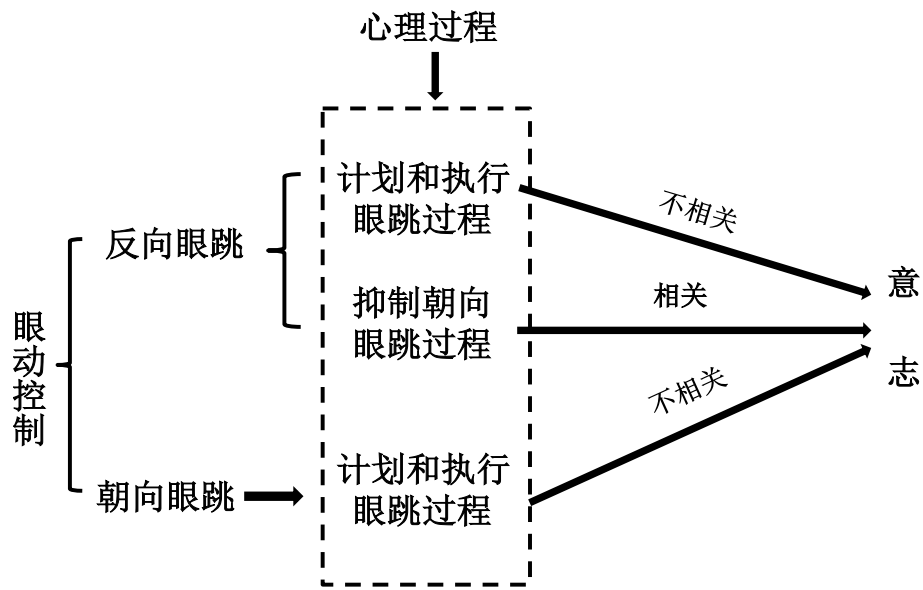 心理过程
计划和执行
眼跳过程
不相关
反向眼跳
抑制朝向
眼跳过程
相关
意
志
眼
动
控
制
不相关
朝向眼跳
计划和执行
眼跳过程